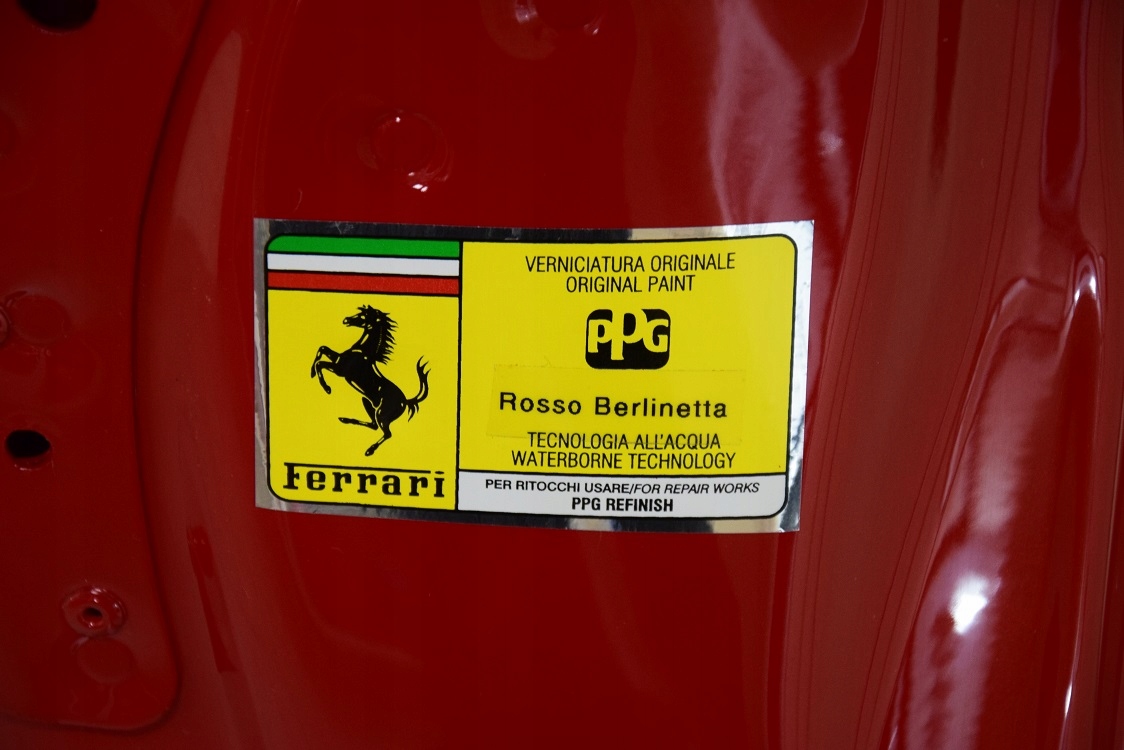 Ferrari
VERNICIATURA ORIGINALE
ORIGINAL PAINT
PPG
Rosso Berlinetta
TECNOLOGIA ALL'ACQUA
WATERBORNE TECHNOLOGY
PER RITOCCHI USARE/FOR REPAIR WORKS
PPG REFINISH